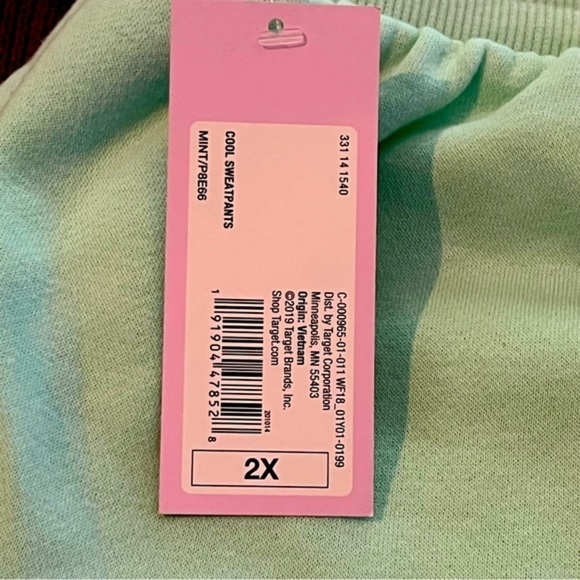 COOL SWEATPANTS
MINT/P8E66
331 14 1540
C-000965-01-011 WF18_01Y01-0199
Dist. by Target Corporation
Minneapolis, MN 55403
Origin: Vietnam
©2019 Target Brands, Inc.
Shop Target.com
201014
1 91904 47852 8
2X